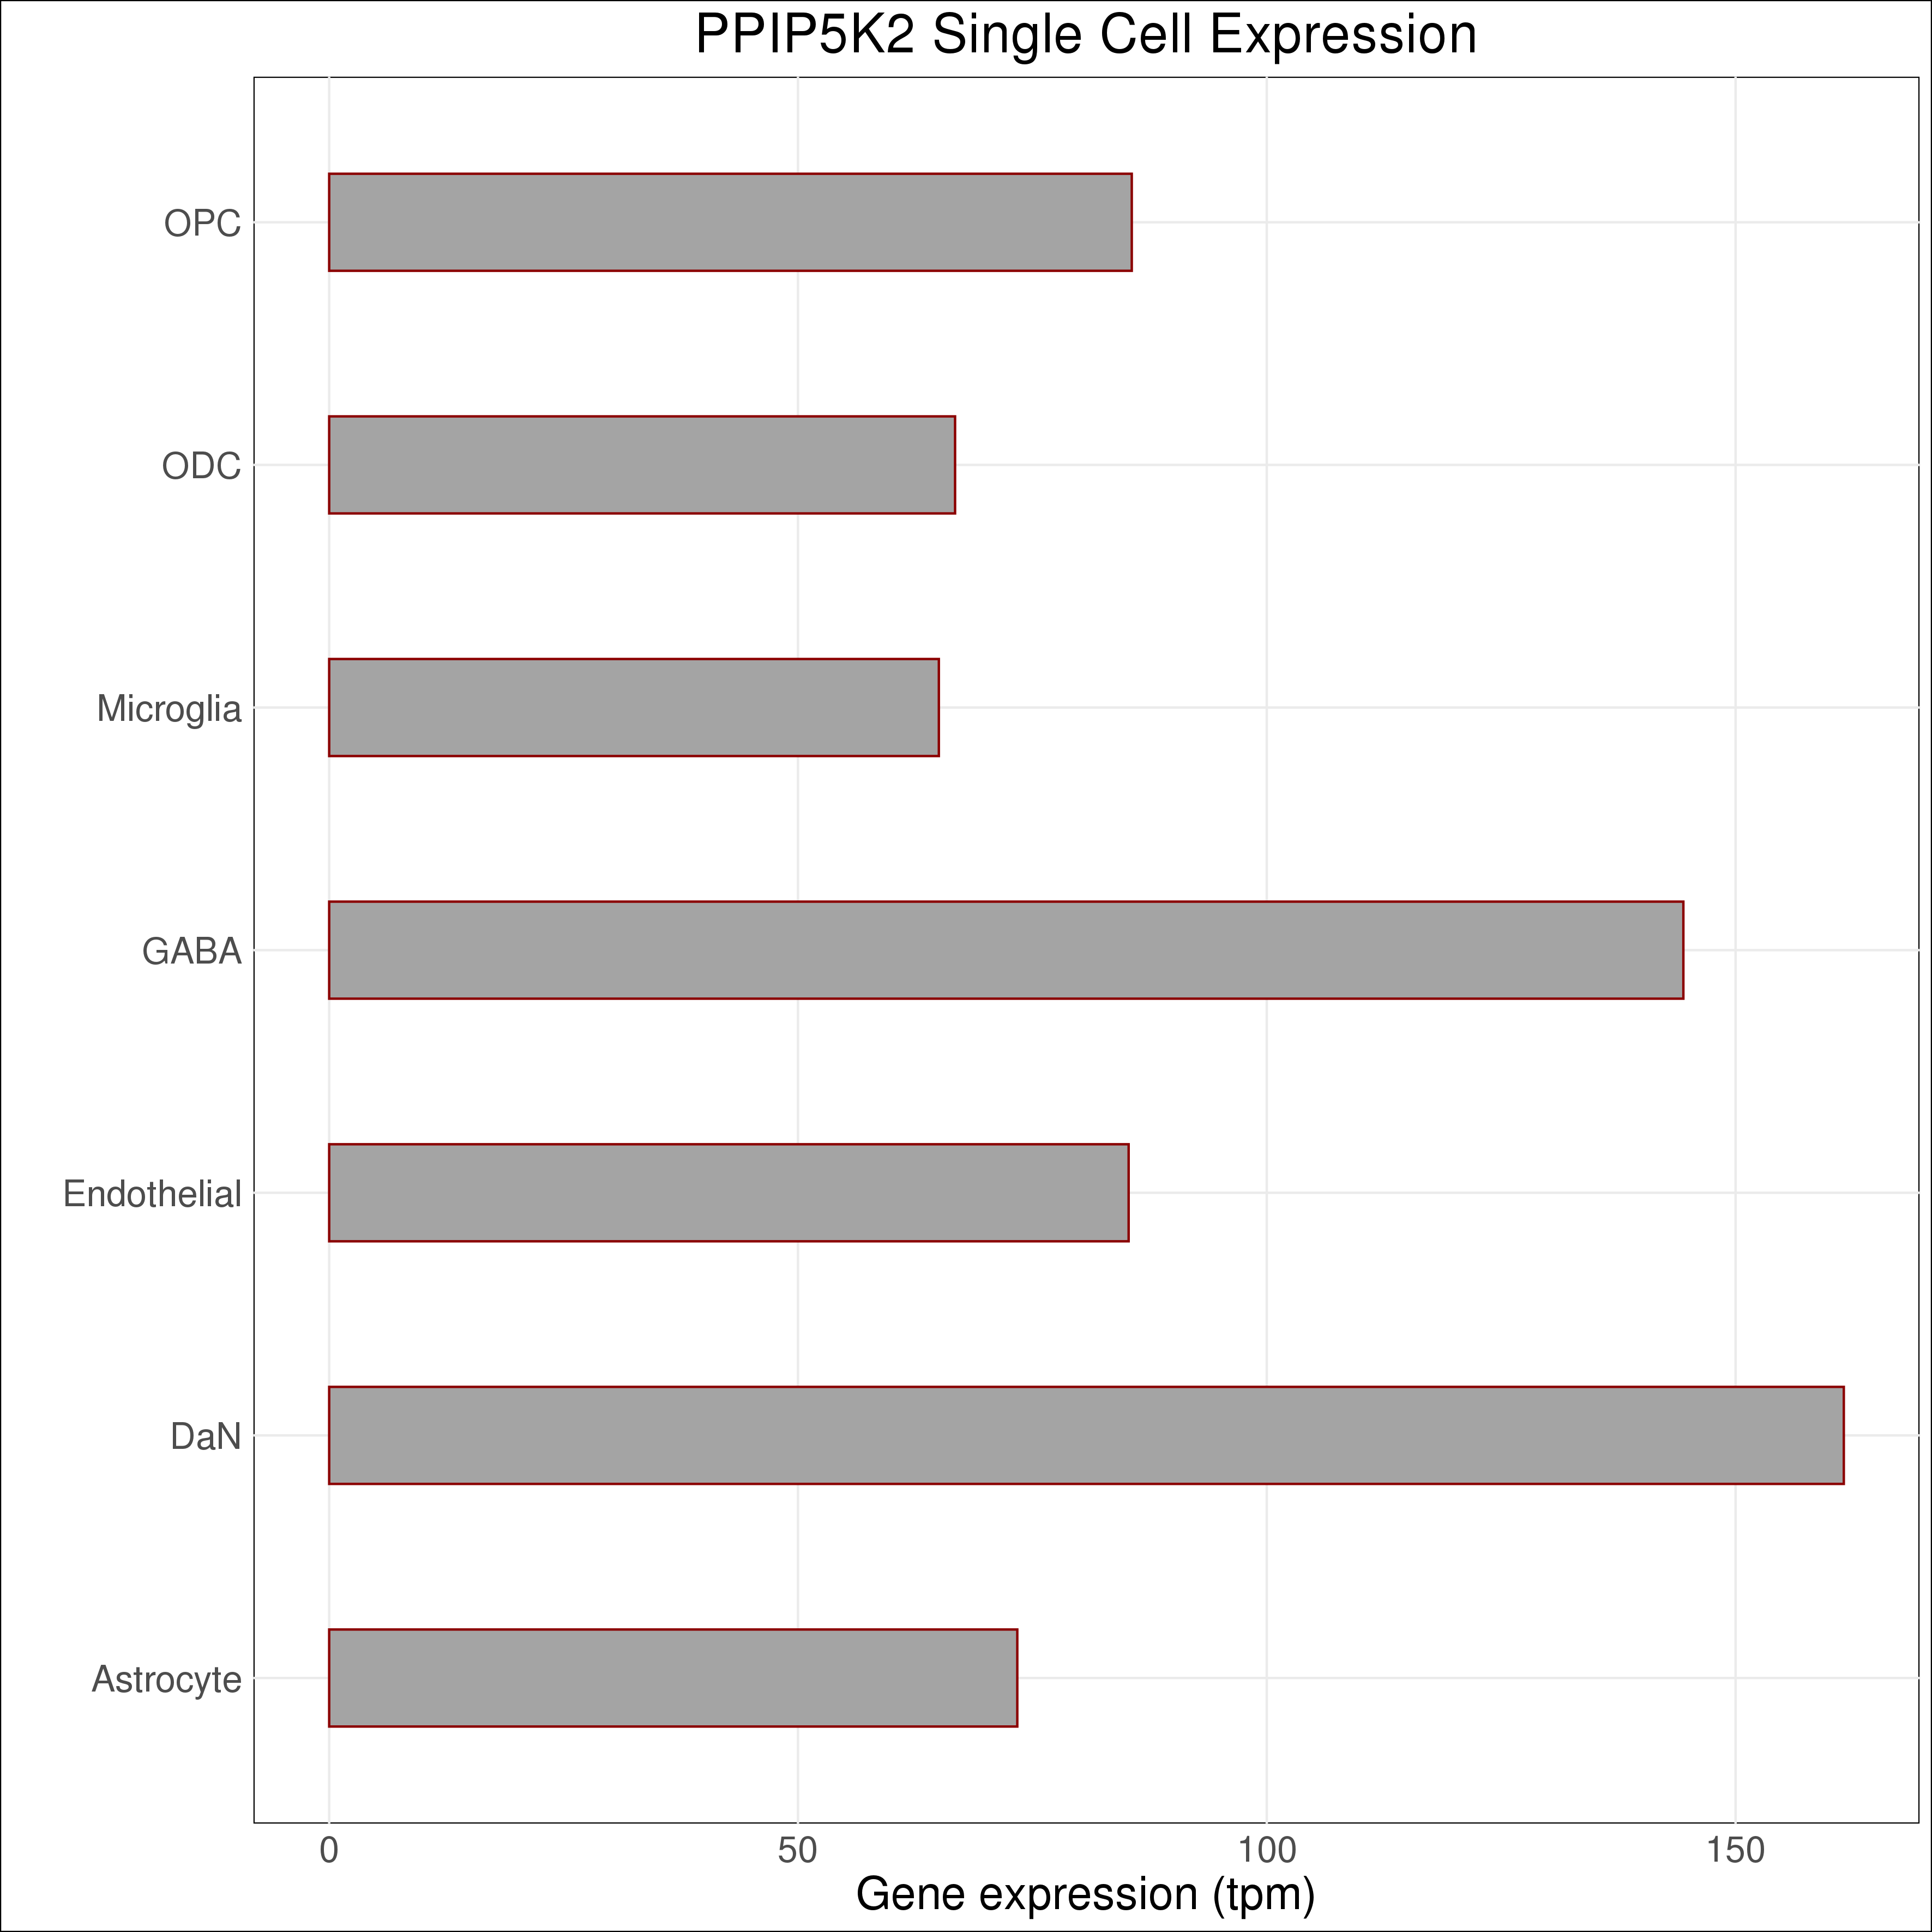 PPIP5K2 Single Cell Expression
OPC
ODC
Microglia
GABA
Endothelial
DaN
Astrocyte
0 50 100 150
Gene expression (tpm)